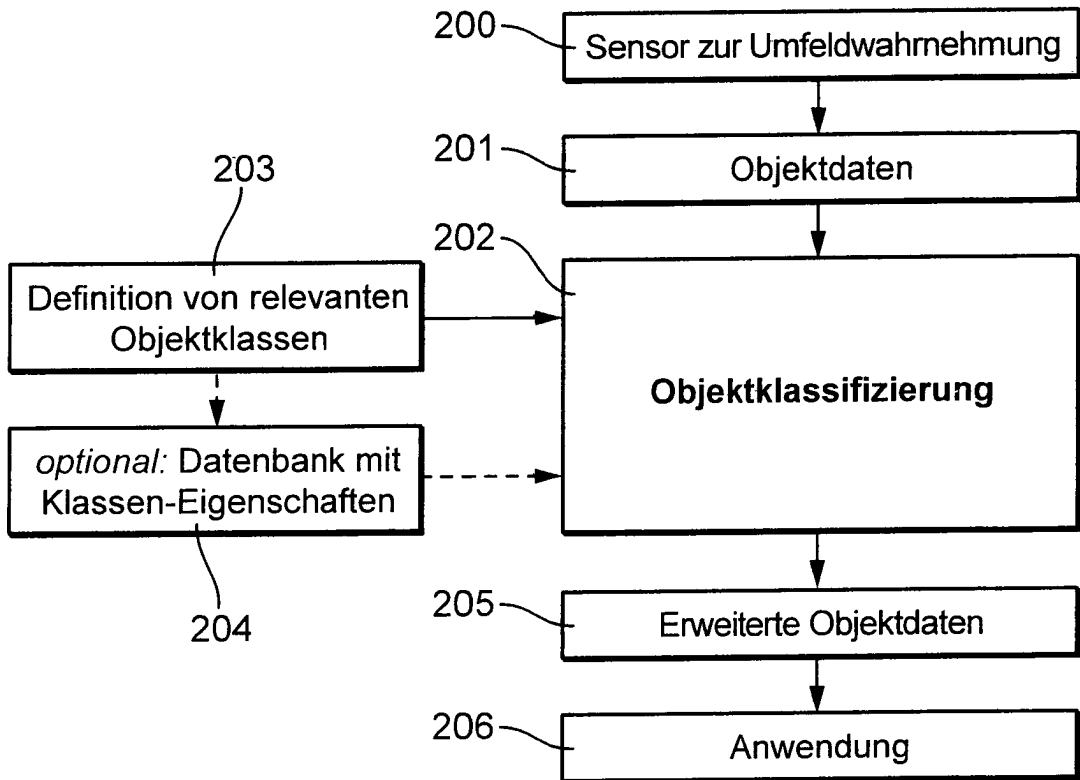 200
Sensor zur Umfeldwahrnehmung
201
Objektdaten
203
202
Definition von relevanten
Objektklassen
Objektklassifizierung
optional: Datenbank mit
Klassen-Eigenschaften
204
205
Erweiterte Objektdaten
206
Anwendung